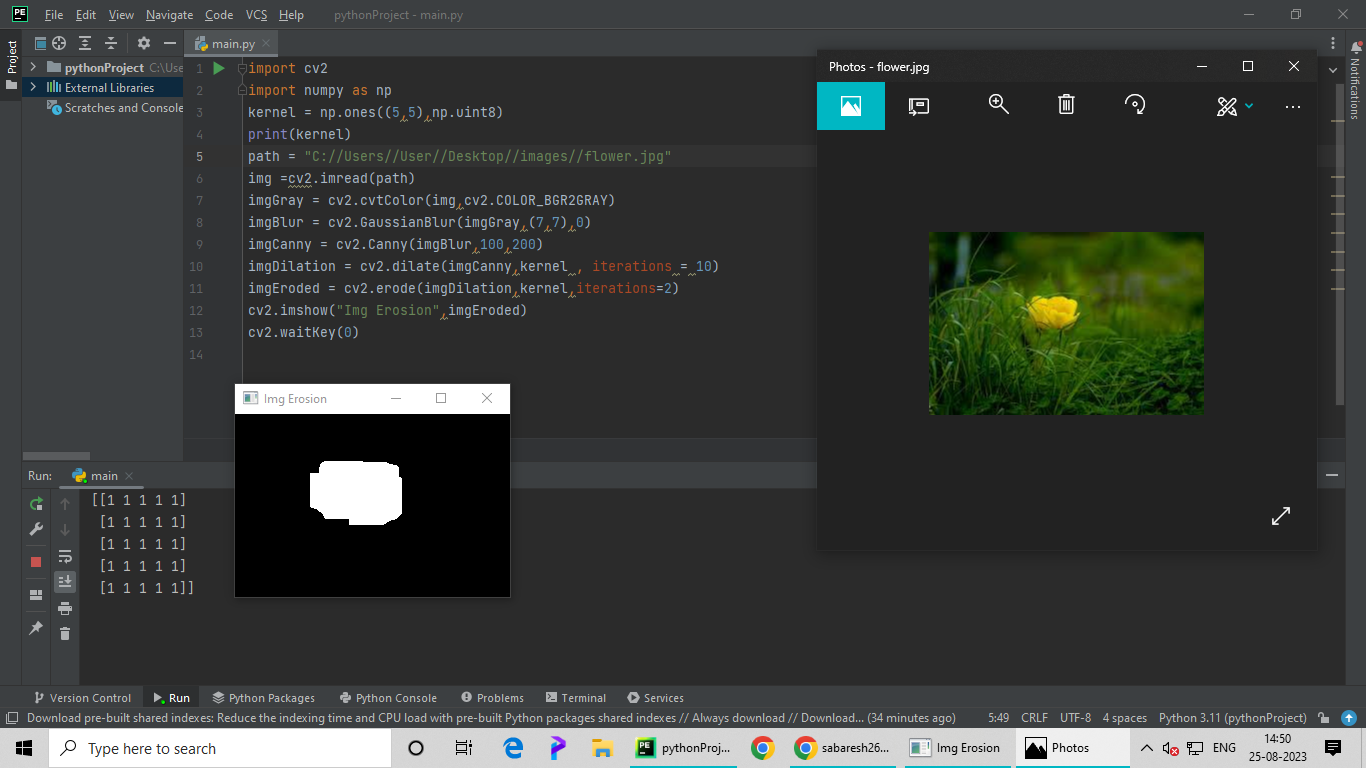 PE File Edit View Navigate Code VCS Help pythonProject - main.py
Project
main.py
pythonProject C:\Use
External Libraries
Scratches and Console
1 import cv2
2 import numpy as np
3 kernel = np.ones((5,5),np.uint8)
4 print(kernel)
5 path = "C://Users//User//Desktop//images//flower.jpg"
6 img =cv2.imread(path)
7 imgGray = cv2.cvtColor(img,cv2.COLOR_BGR2GRAY)
8 imgBlur = cv2.GaussianBlur(imgGray,(7,7),0)
9 imgCanny = cv2.Canny(imgBlur,100,200)
10 imgDilation = cv2.dilate(imgCanny,kernel , iterations = 10)
11 imgEroded = cv2.erode(imgDilation,kernel,iterations=2)
12 cv2.imshow("Img Erosion",imgEroded)
13 cv2.waitKey(0)
14
Photos - flower.jpg
Notifications
Img Erosion
Run: main
[[1 1 1 1 1]
[1 1 1 1 1]
[1 1 1 1 1]
[1 1 1 1 1]
[1 1 1 1 1]]
Version Control Run Python Packages Python Console Problems Terminal Services
Download pre-built shared indexes: Reduce the indexing time and CPU load with pre-built Python packages shared indexes // Always download // Download... (34 minutes ago) 5:49 CRLF UTF-8 4 spaces Python 3.11 (pythonProject)
Type here to search PE pythonProj... sabaresh26... Img Erosion Photos ENG 14:50
25-08-2023